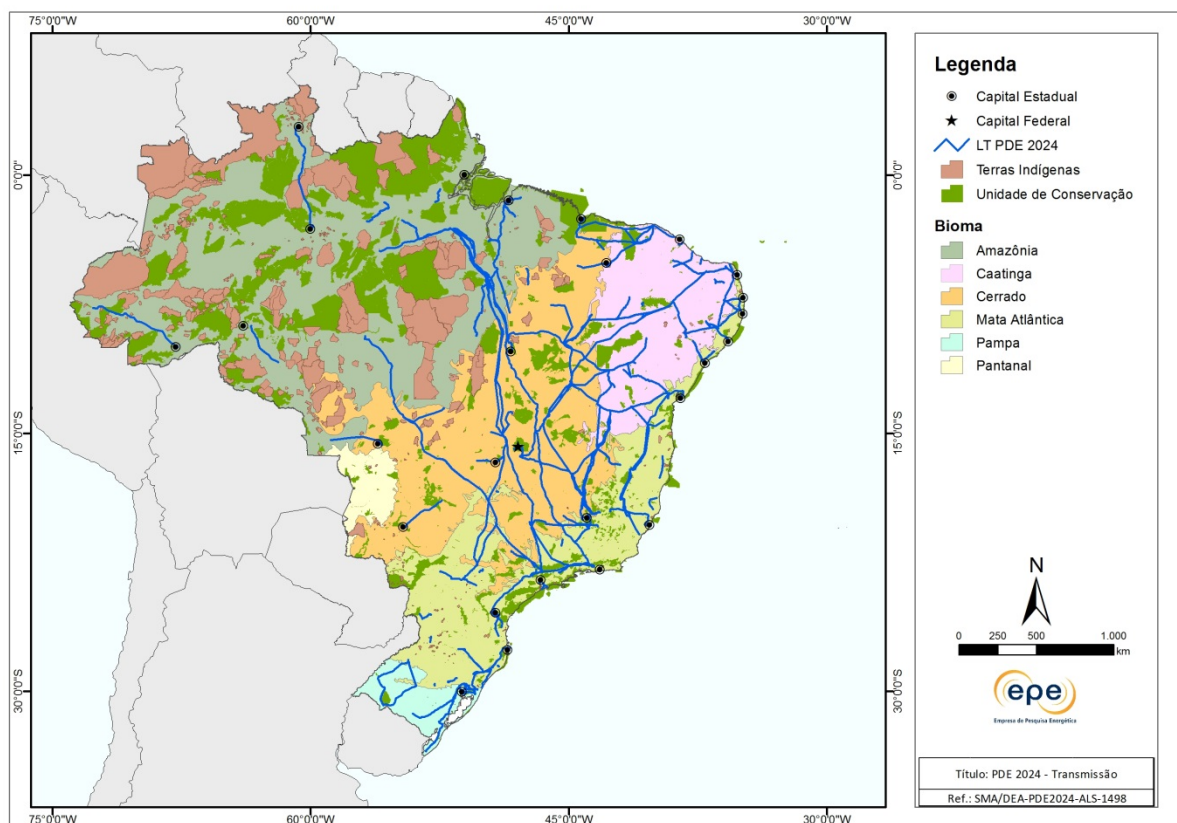 75°0'0"W
60°0'0"W
45°0'0"W
30°0'0"W
0°0'0"
0°0'0"
15°0'0"S
15°0'0"S
30°0'0"S
30°0'0"S
75°0'0"W
60°0'0"W
45°0'0"W
30°0'0"W
Legenda
Capital Estadual
Capital Federal
LT PDE 2024
Terras Indígenas
Unidade de Conservação
Bioma
Amazônia
Caatinga
Cerrado
Mata Atlântica
Pampa
Pantanal
N
0 250 500 1.000
km
epe
Empresa de Pesquisa Energética
Título: PDE 2024 - Transmissão
Ref.: SMA/DEA-PDE2024-ALS-1498